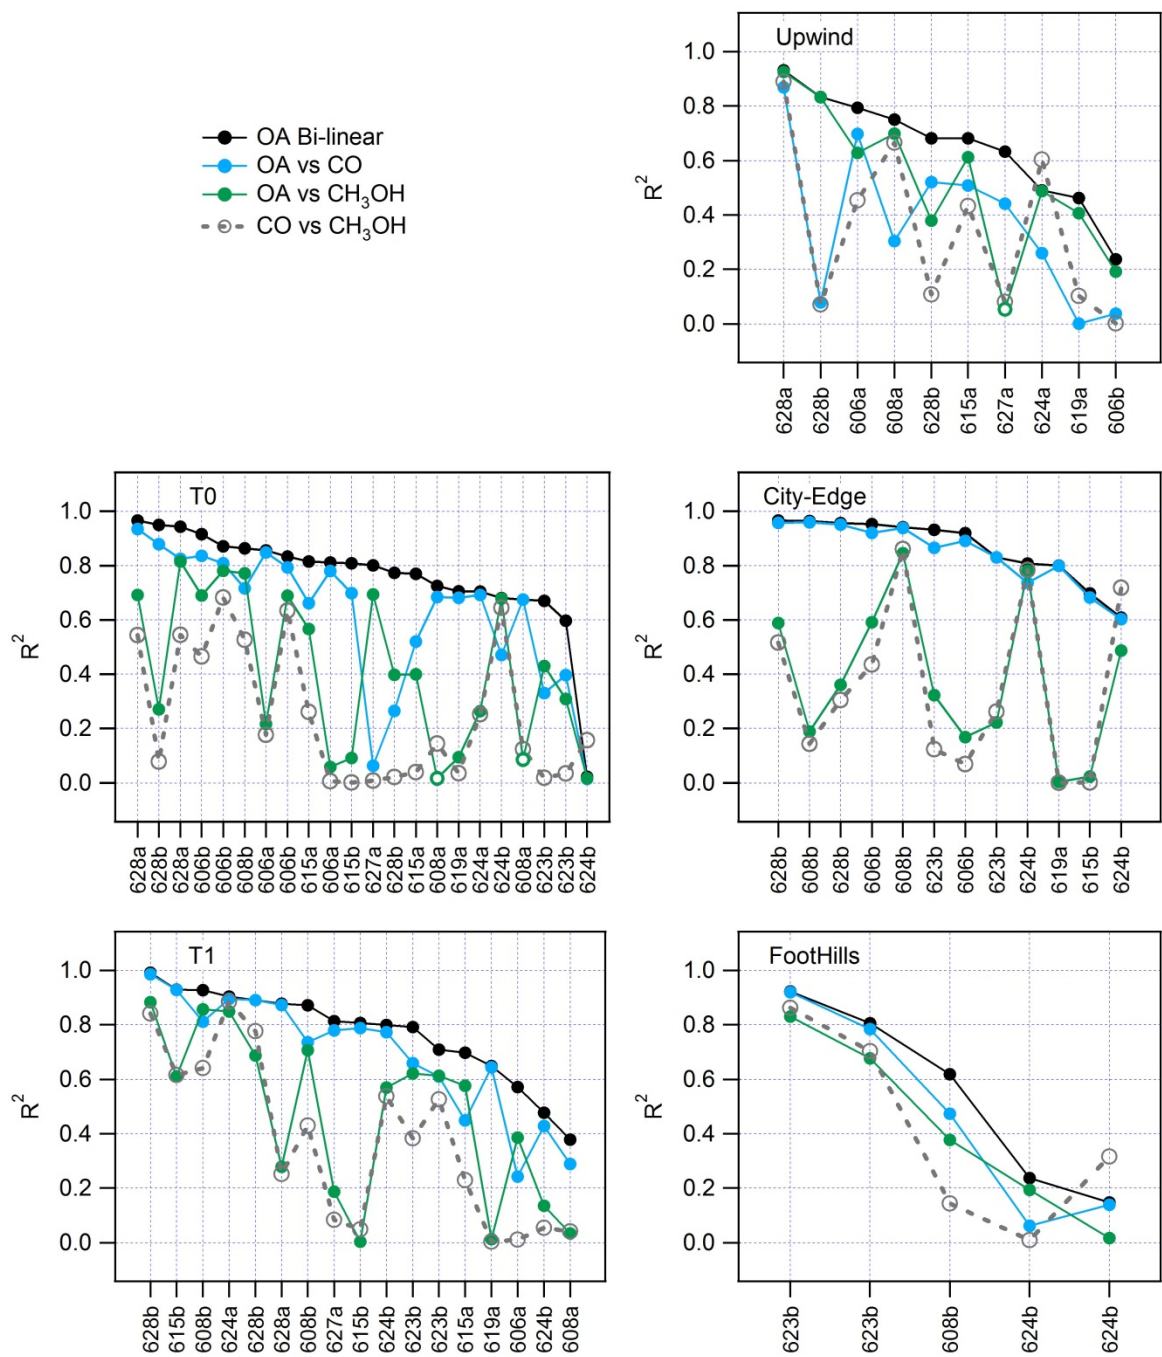 OA Bi-linear
OA vs CO
OA vs CH₃OH
CO vs CH₃OH
Upwind
R²
1.0
0.8
0.6
0.4
0.2
0.0
628a 628b 606a 608a 628b 615a 627a 624a 619a 606b
T0
R²
1.0
0.8
0.6
0.4
0.2
0.0
628a 628b 628a 606b 606b 608b 606a 606b 615a 606a 615b 627a 628b 615b 608a 619a 624a 624b 608a 623b 623b 624b
City-Edge
R²
1.0
0.8
0.6
0.4
0.2
0.0
628b 608b 628b 606b 608b 623b 606b 623b 624b 619a 615b 624b
T1
R²
1.0
0.8
0.6
0.4
0.2
0.0
628b 615b 608b 624a 628b 628a 608b 627a 615b 624b 623b 623b 615a 619a 606a 624b 608a
FootHills
R²
1.0
0.8
0.6
0.4
0.2
0.0
623b 623b 608b 624b 624b